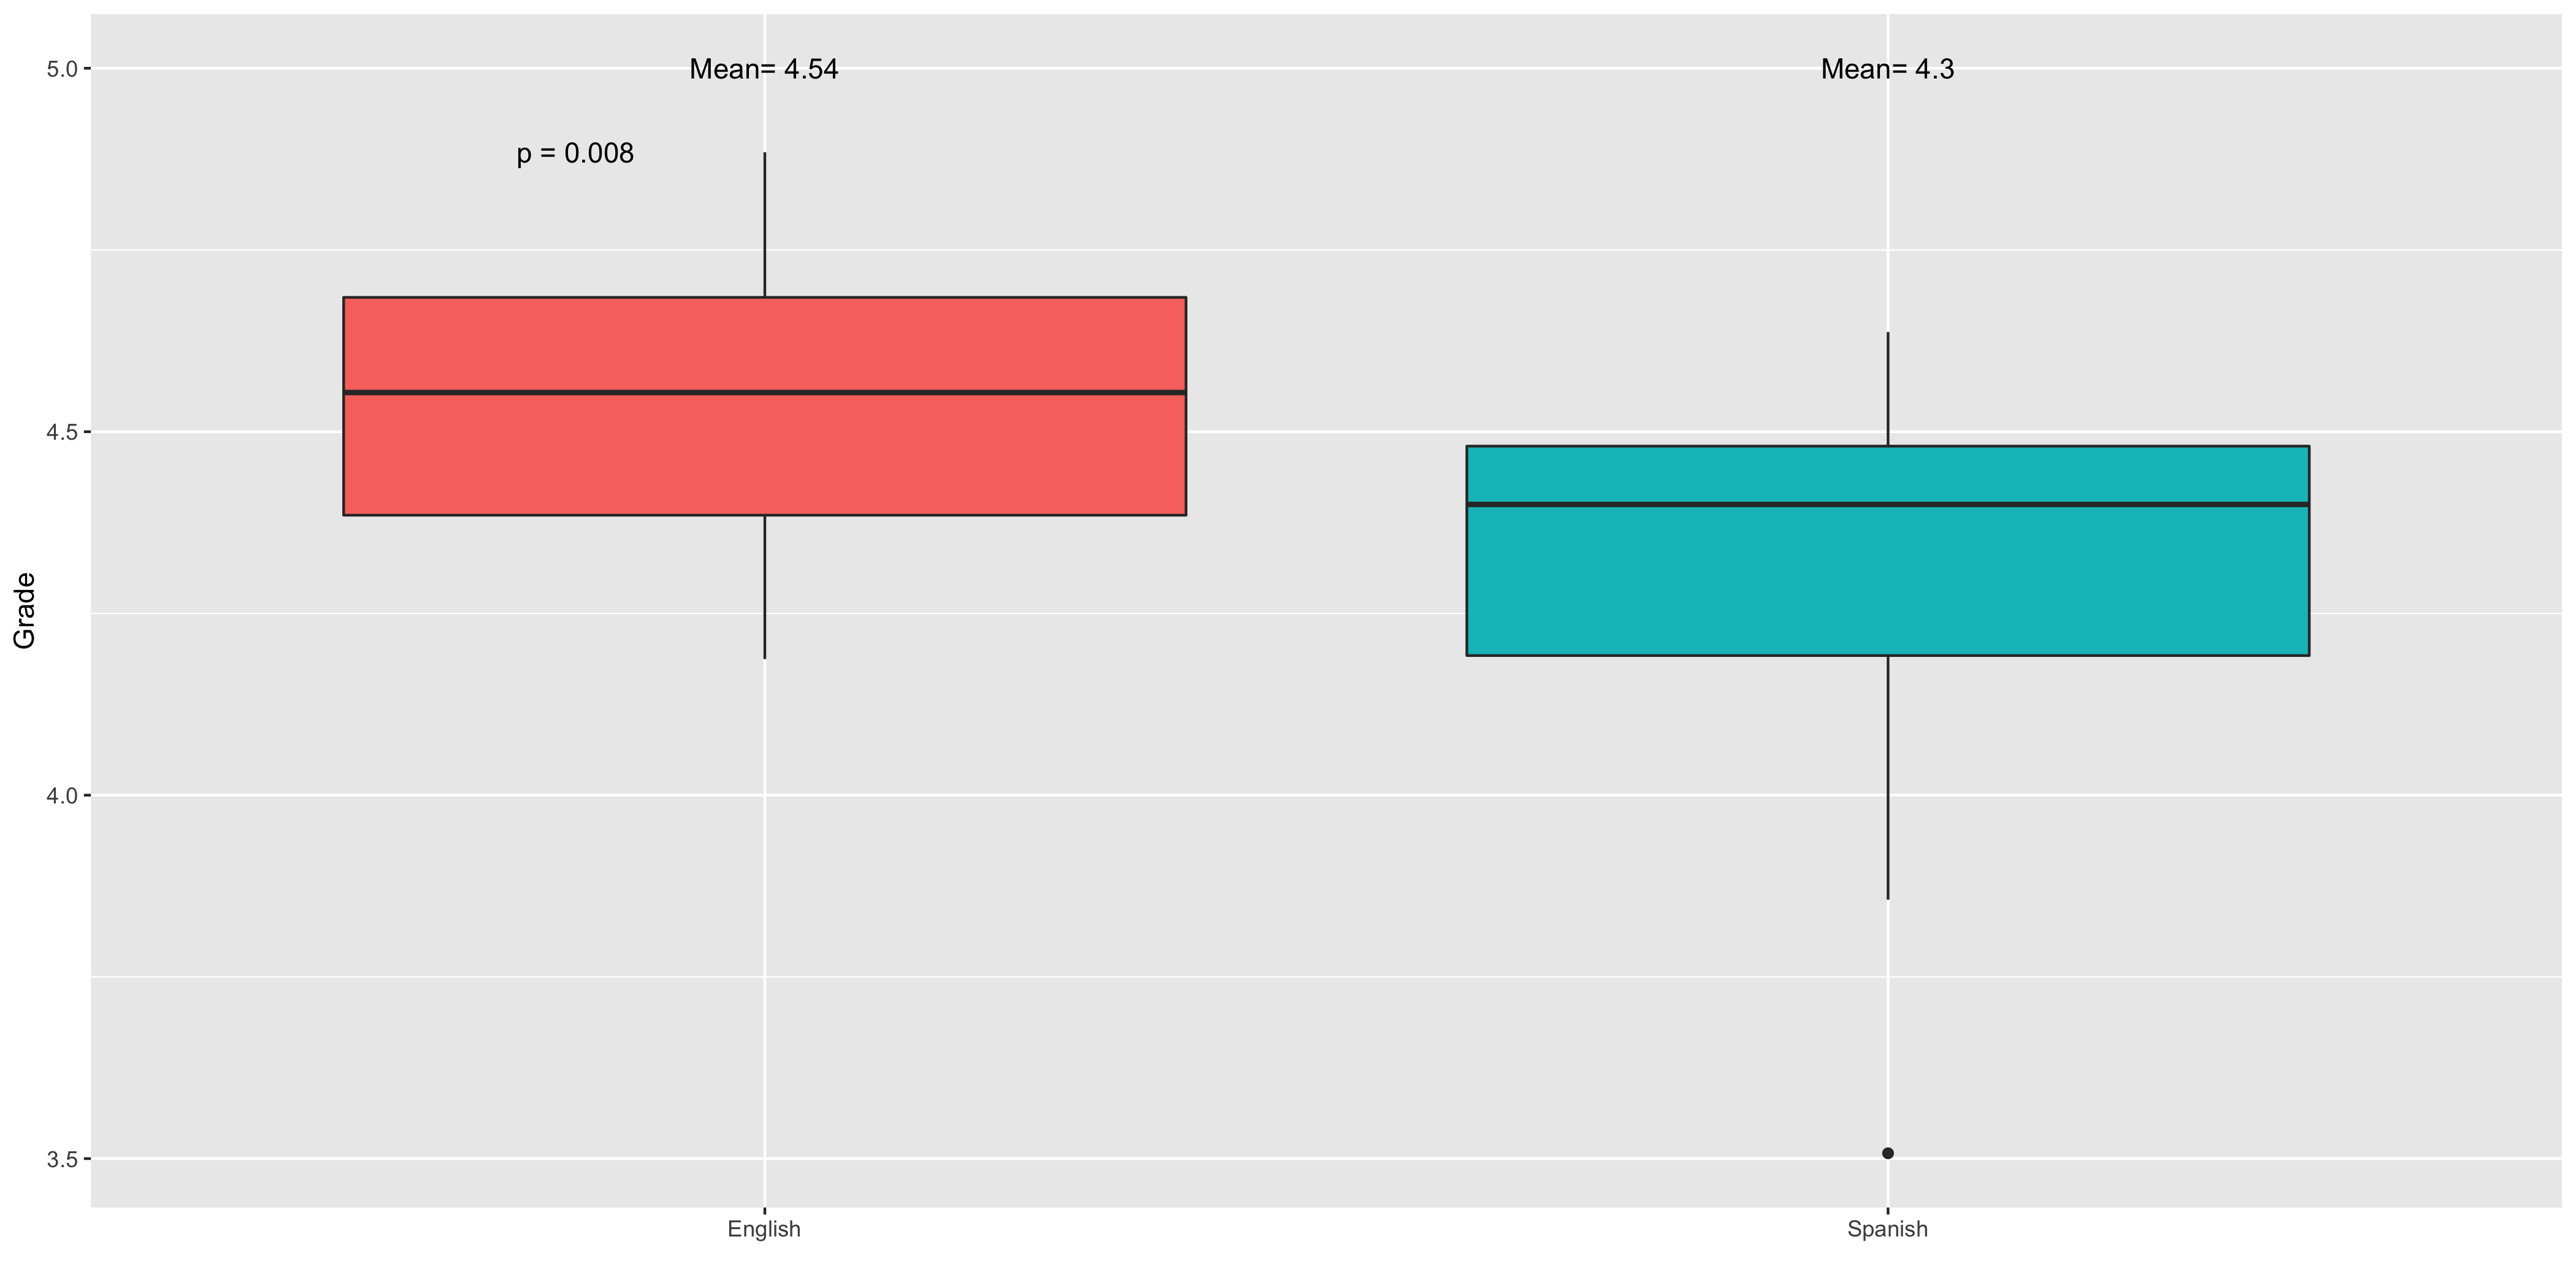 Mean= 4.54
Mean= 4.3
p = 0.008
5.0
4.5
4.0
3.5
Grade
English
Spanish